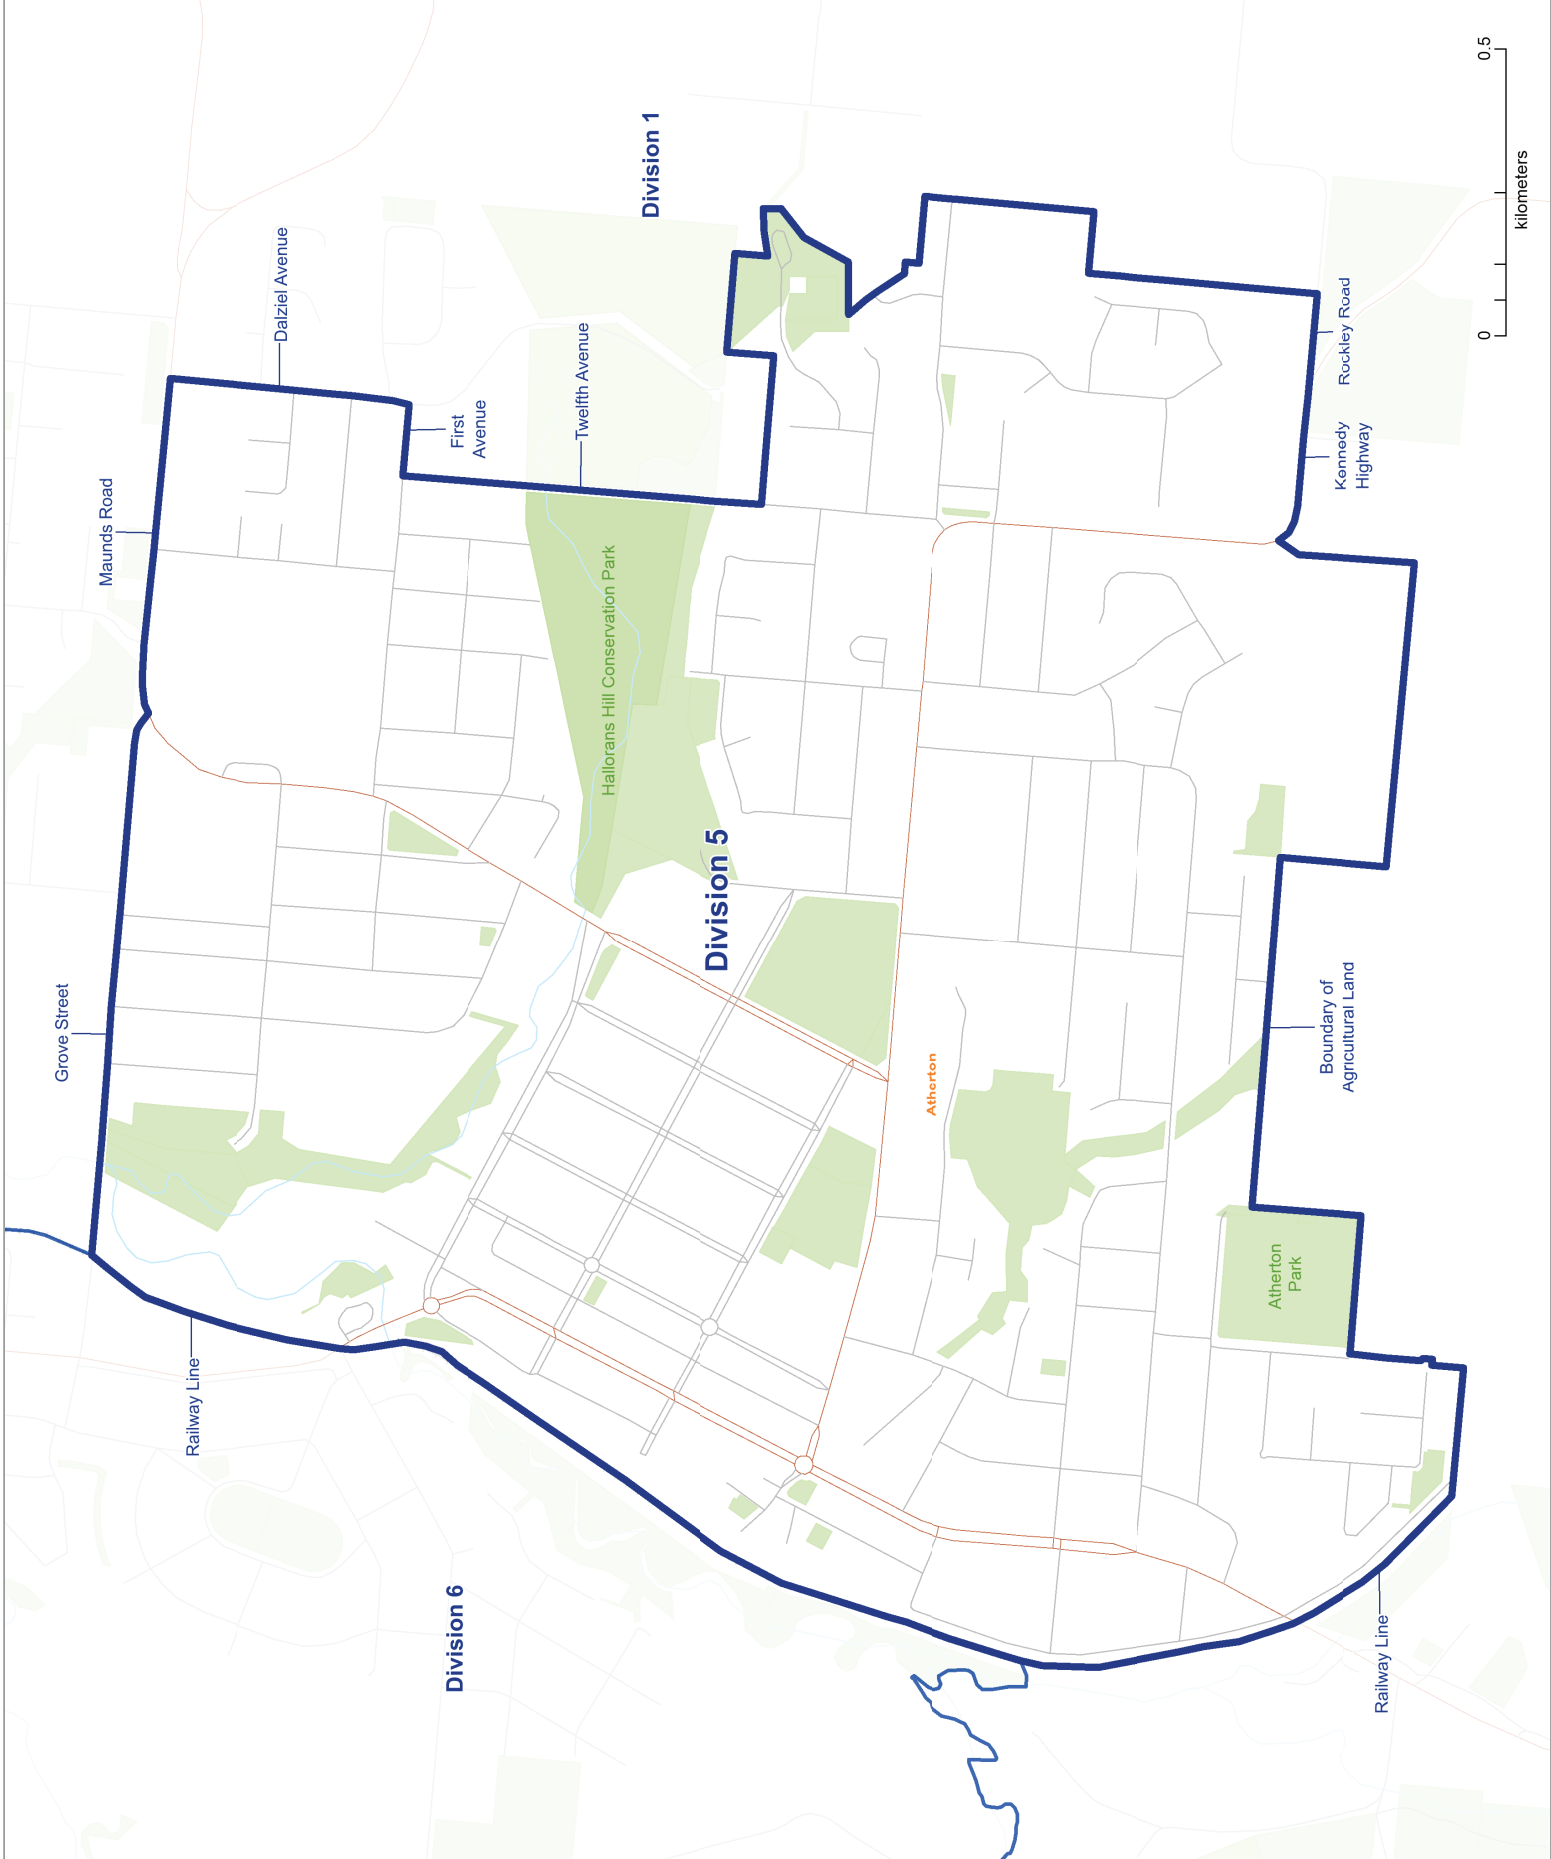 Railway Line
Grove Street
Maunds Road
Dalziel Avenue
First
Avenue
Twelfth Avenue
Division 1
Division 6
Hallorans Hill Conservation Park
Division 5
Atherton
Atherton
Park
Boundary of
Agricultural Land
Kennedy
Highway
Rockley Road
Railway Line
0
0.5
kilometers